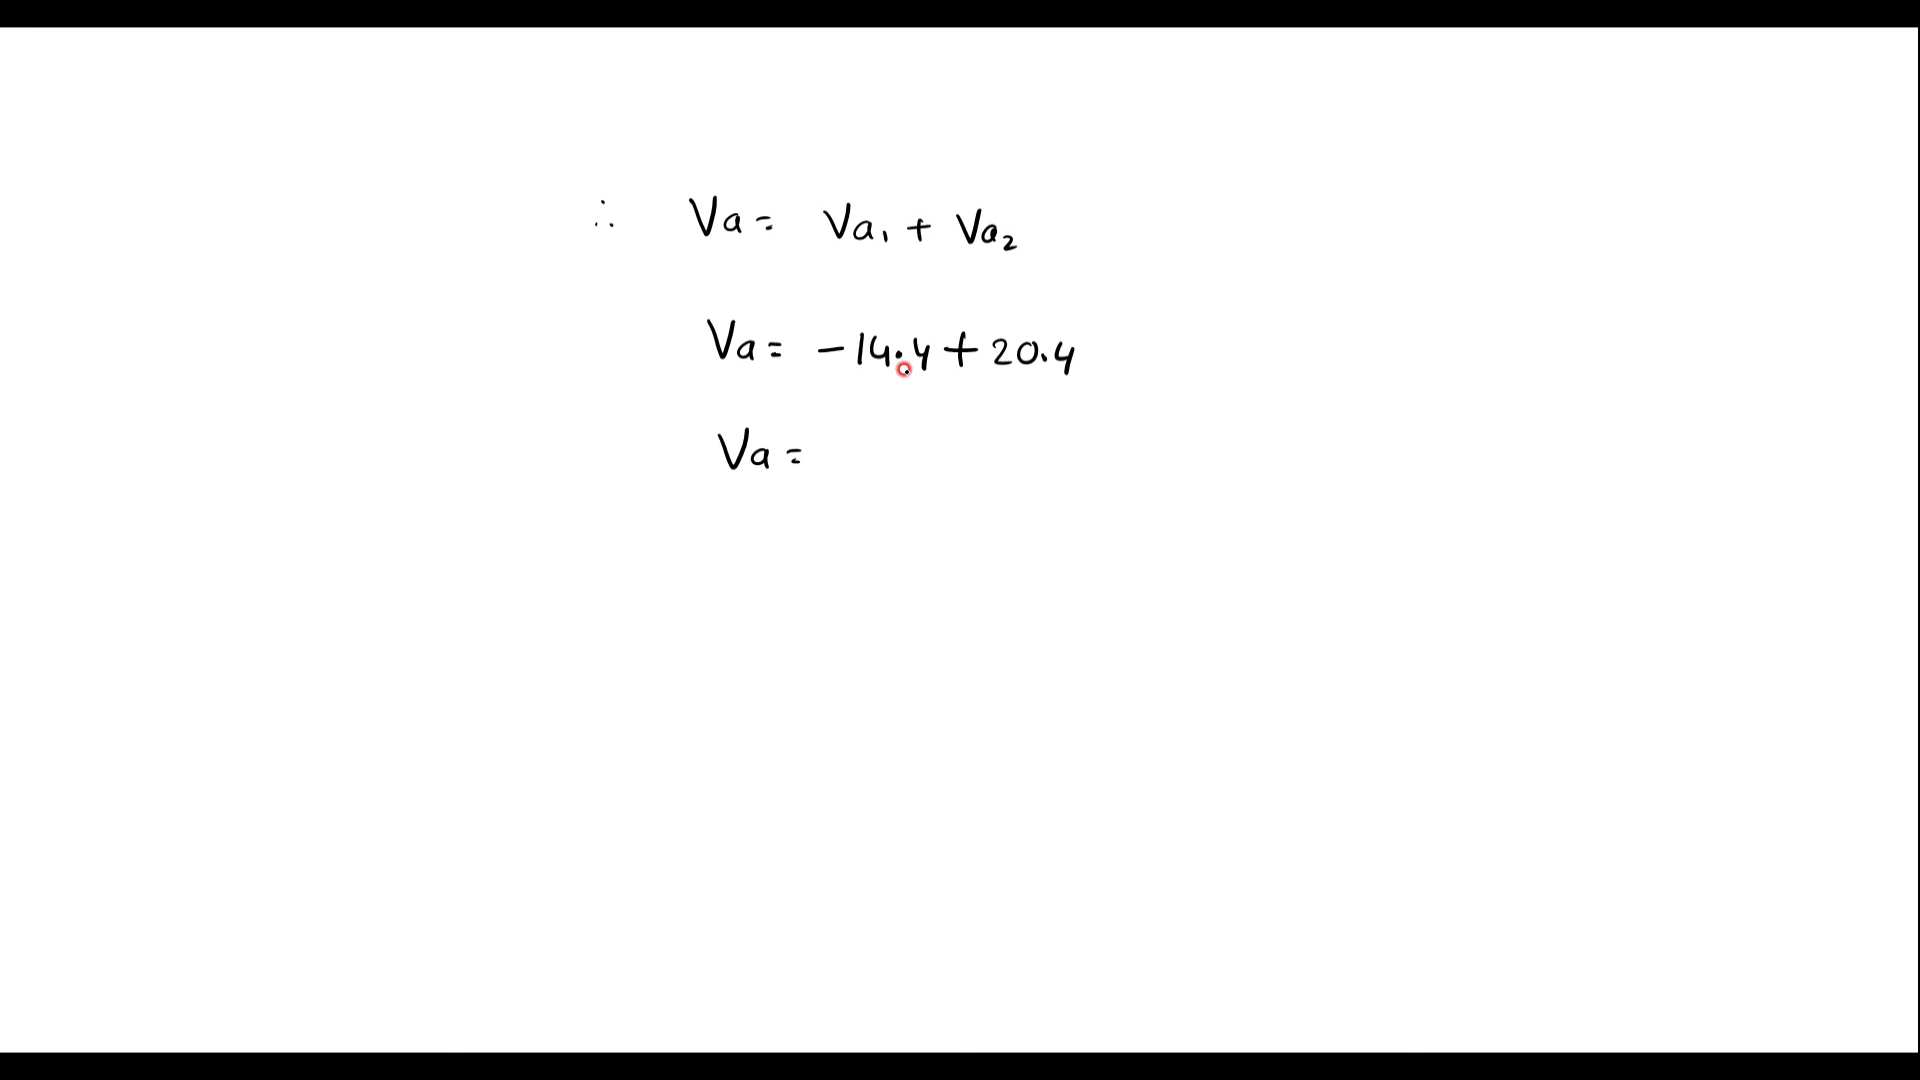 ∴ Va = Va₁ + Va₂
Va = -14.4 + 20.4
Va =